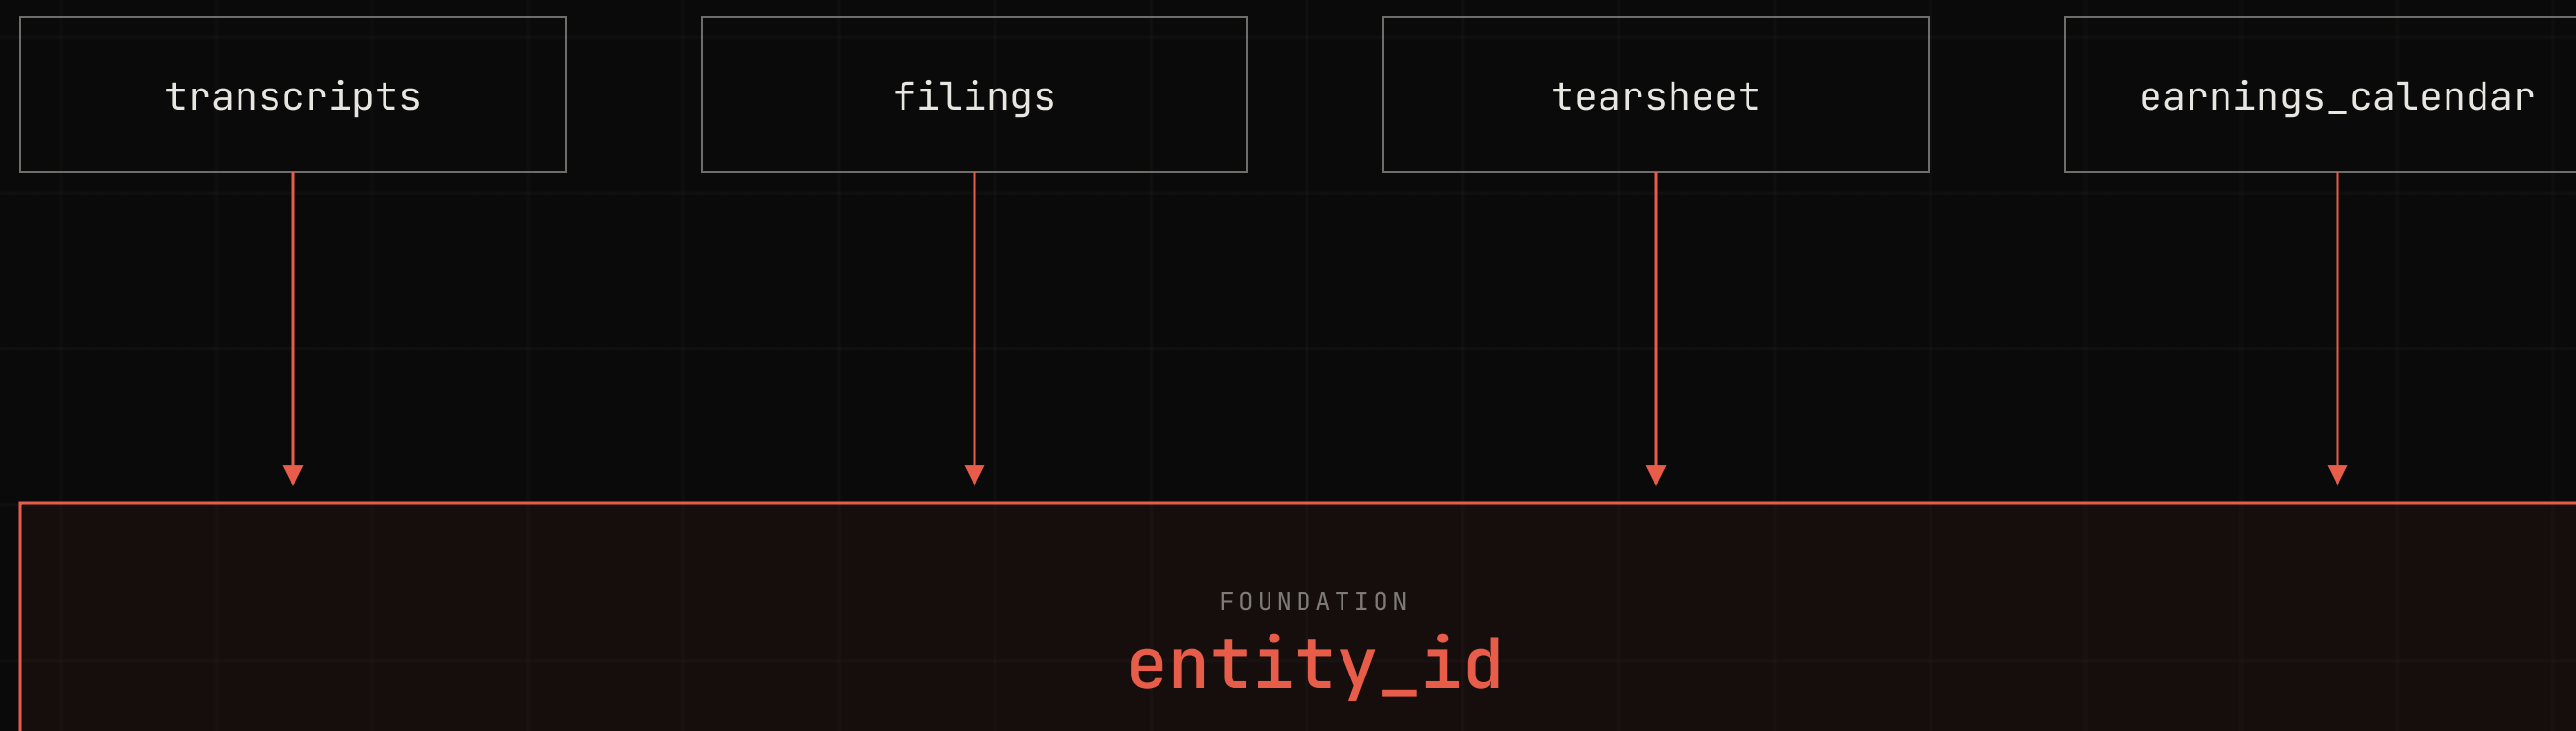 transcripts
filings
tearsheet
earnings_calendar
FOUNDATION
entity_id